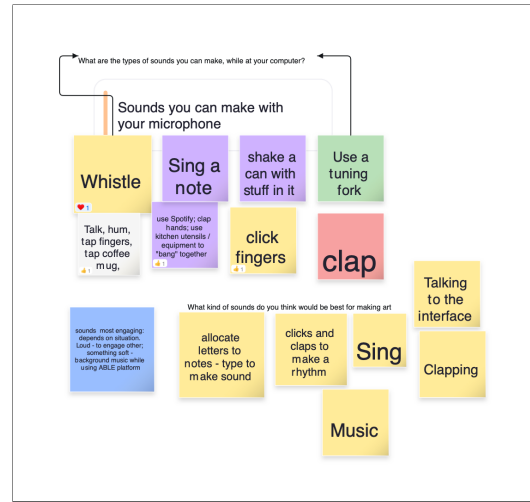 What are the types of sounds you can make, while at your computer?
Sounds you can make with
your microphone
Whistle
1
Sing a
note
shake a
can with
stuff in it
Use a
tuning
fork
Talk, hum,
tap fingers,
tap coffee
mug,
1
use Spotify; clap
hands; use
kitchen utensils /
equipment to
"bang" together
1
click
fingers
1
clap
Talking
to the
interface
sounds most engaging:
depends on situation.
Loud - to engage other;
something soft -
background music while
using ABLE platform
What kind of sounds do you think would be best for making art
allocate
letters to
notes - type to
make sound
clicks and
claps to
make a
rhythm
Sing
Clapping
Music